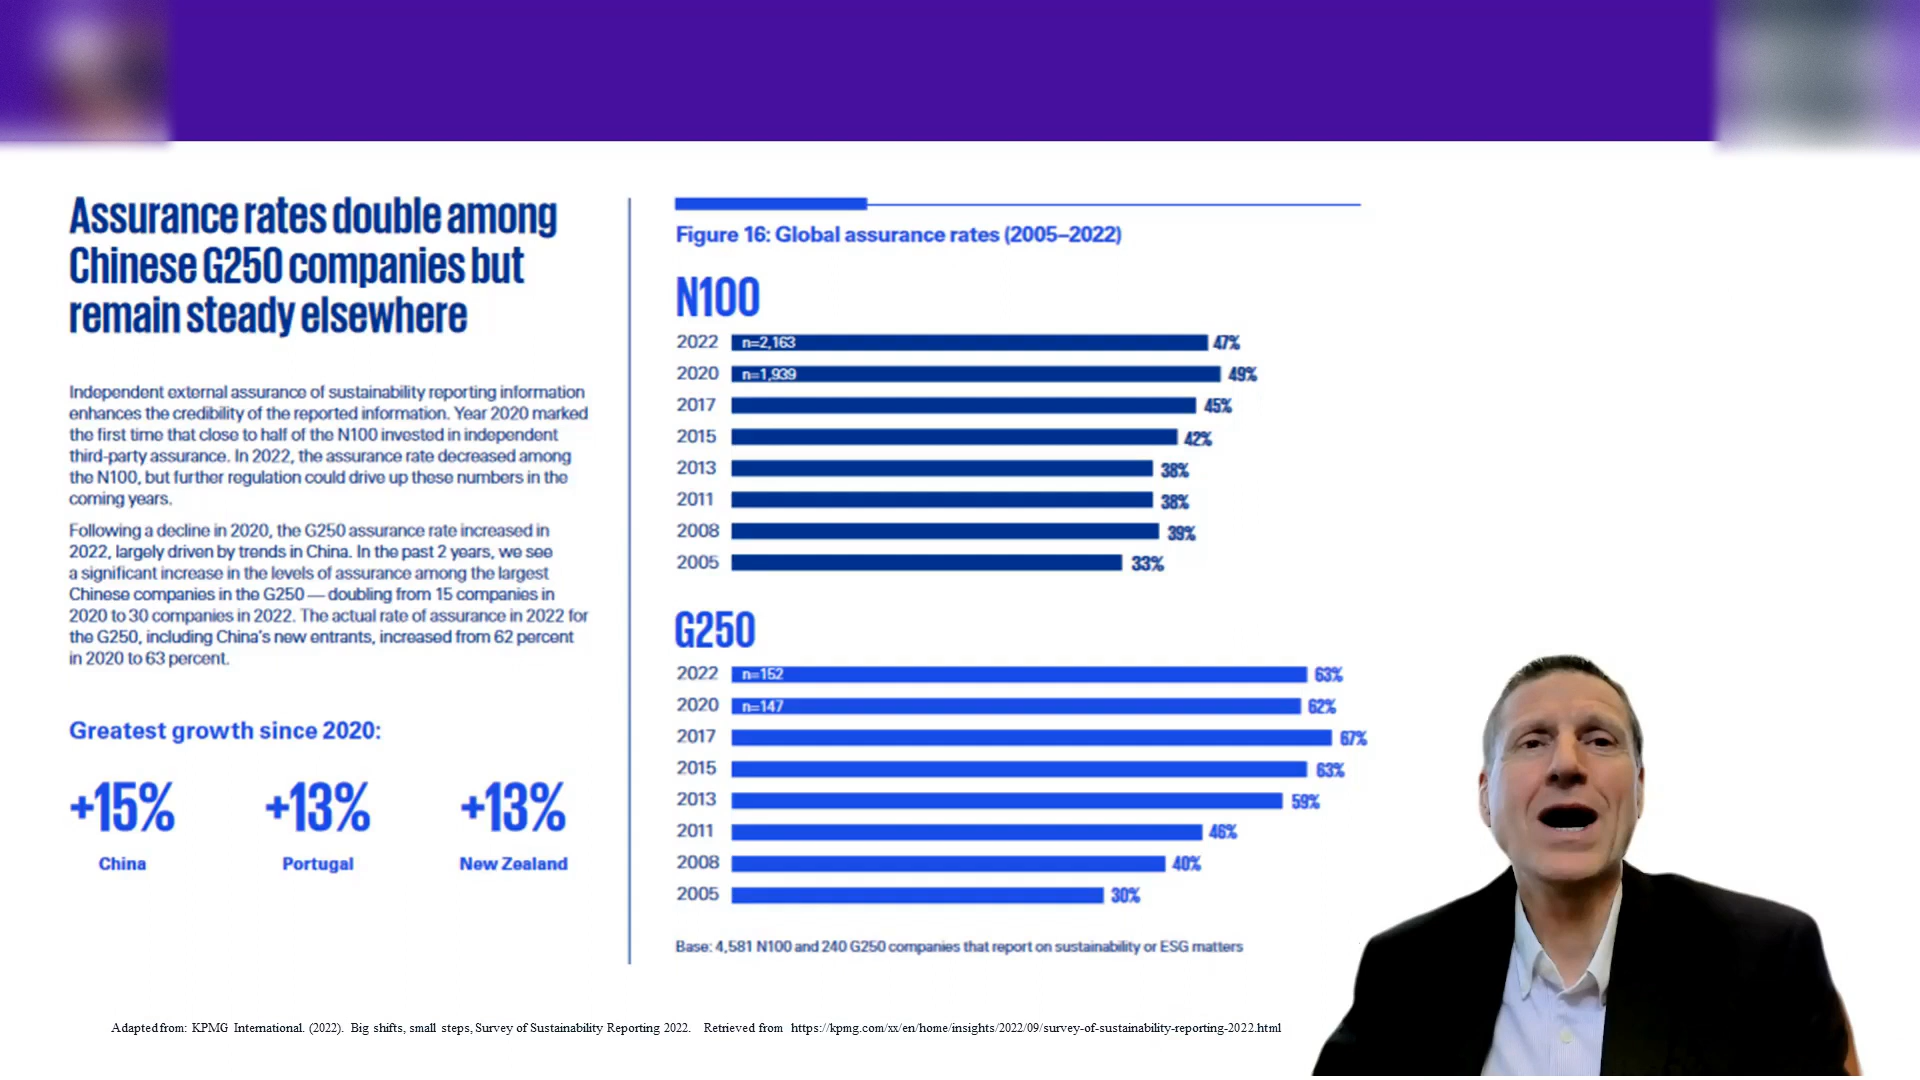 Assurance rates double among
Chinese G250 companies but
remain steady elsewhere
Independent external assurance of sustainability reporting information
enhances the credibility of the reported information. Year 2020 marked
the first time that close to half of the N100 invested in independent
third-party assurance. In 2022, the assurance rate decreased among
the N100, but further regulation could drive up these numbers in the
coming years.
Following a decline in 2020, the G250 assurance rate increased in
2022, largely driven by trends in China. In the past 2 years, we see
a significant increase in the levels of assurance among the largest
Chinese companies in the G250 — doubling from 15 companies in
2020 to 30 companies in 2022. The actual rate of assurance in 2022 for
the G250, including China's new entrants, increased from 62 percent
in 2020 to 63 percent.
Greatest growth since 2020:
+15% +13% +13%
China Portugal New Zealand
Figure 16: Global assurance rates (2005–2022)
N100
2022 n=2,163 47%
2020 n=1,939 49%
2017 45%
2015 42%
2013 38%
2011 38%
2008 39%
2005 33%
G250
2022 n=152 63%
2020 n=147 62%
2017 67%
2015 63%
2013 59%
2011 46%
2008 40%
2005 30%
Base: 4,581 N100 and 240 G250 companies that report on sustainability or ESG matters
Adapted from: KPMG International. (2022). Big shifts, small steps, Survey of Sustainability Reporting 2022. Retrieved from https://kpmg.com/xx/en/home/insights/2022/09/survey-of-sustainability-reporting-2022.html